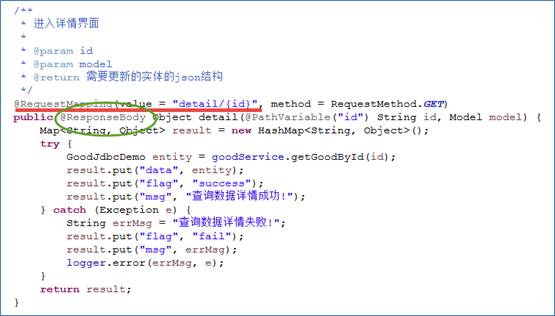 /**
 * 进入详情界面
 *
 * @param id
 * @param model
 * @return 需要更新的实体的json结构
 */
@RequestMapping(value = "detail/{id}", method = RequestMethod.GET)
public @ResponseBody Object detail(@PathVariable("id") String id, Model model) {
    Map<String, Object> result = new HashMap<String, Object>();
    try {
        GoodJdbcDemo entity = goodService.getGoodById(id);
        result.put("data", entity);
        result.put("flag", "success");
        result.put("msg", "查询数据详情成功!");
    } catch (Exception e) {
        String errMsg = "查询数据详情失败!";
        result.put("flag", "fail");
        result.put("msg", errMsg);
        logger.error(errMsg, e);
    }
    return result;
}